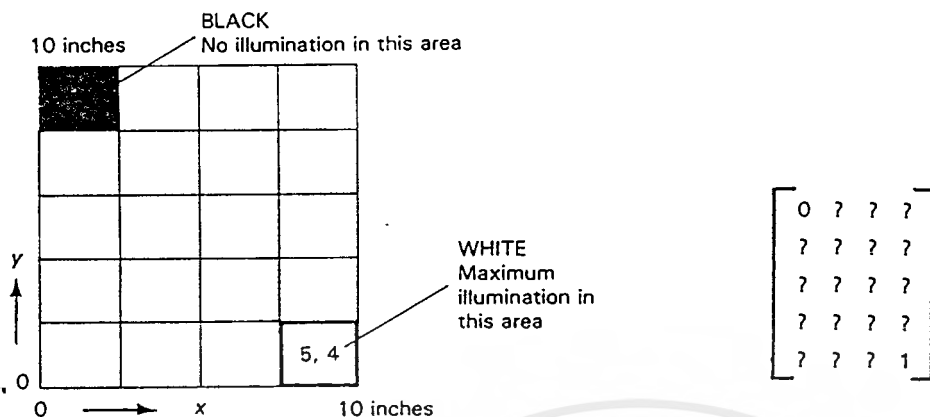 BLACK
10 inches No illumination in this area
WHITE
Maximum
illumination in
this area
5, 4
y
0
0 x 10 inches
0 ? ? ?
? ? ? ?
? ? ? ?
? ? ? ?
? ? ? 1